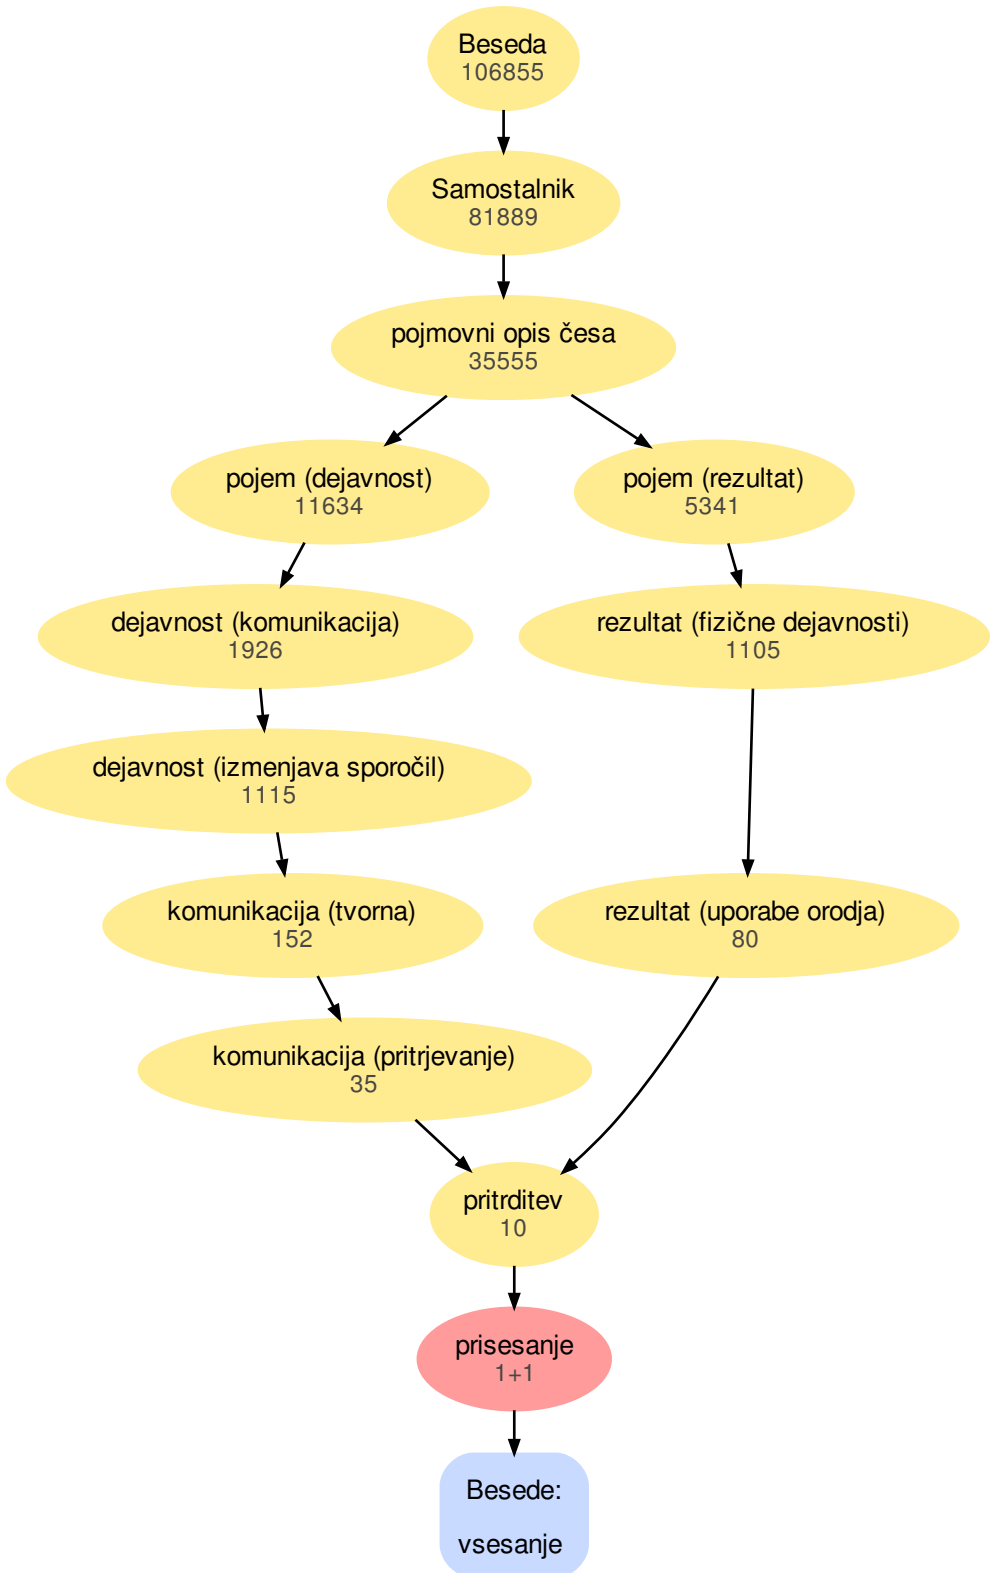 Beseda
106855
Samostalnik
81889
pojmovni opis česa
35555
pojem (dejavnost)
11634
pojem (rezultat)
5341
dejavnost (komunikacija)
1926
rezultat (fizične dejavnosti)
1105
dejavnost (izmenjava sporočil)
1115
komunikacija (tvorna)
152
rezultat (uporabe orodja)
80
komunikacija (pritrjevanje)
35
pritrditev
10
prisesanje
1+1
Besede:
vsesanje